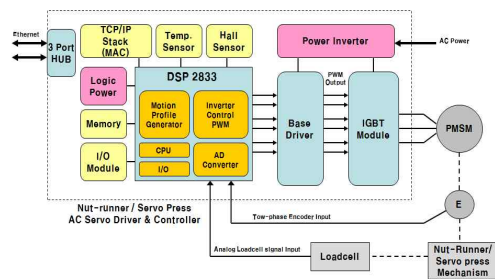 Ethernet
3 Port
HUB
TCP/IP
Stack
(MAC)
Temp.
Sensor
Hall
Sensor
Power Inverter
AC Power
Logic
Power
Memory
I/O
Module
DSP 2833
Motion
Profile
Generator
Inverter
Control
PWM
CPU
I/O
AD
Converter
Base
Driver
PWM
Output
IGBT
Module
PMSM
Nut-runner / Servo Press
AC Servo Driver & Controller
Tow-phase Encoder Input
E
Analog Loadcell signal Input
Loadcell
Nut-Runner/
Servo press
Mechanism